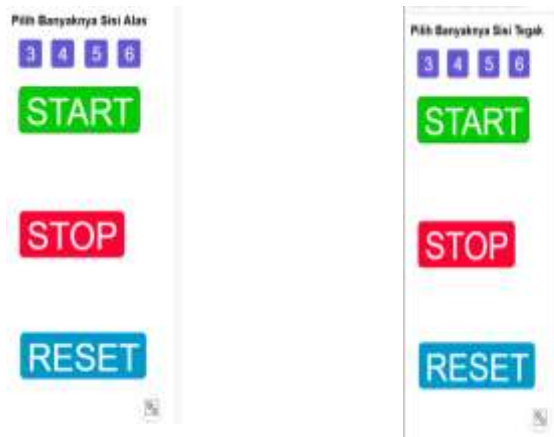 Pilih Banyaknya Sisi Alas
3 4 5 6
START
STOP
RESET
Pilih Banyaknya Sisi Tegak
3 4 5 6
START
STOP
RESET